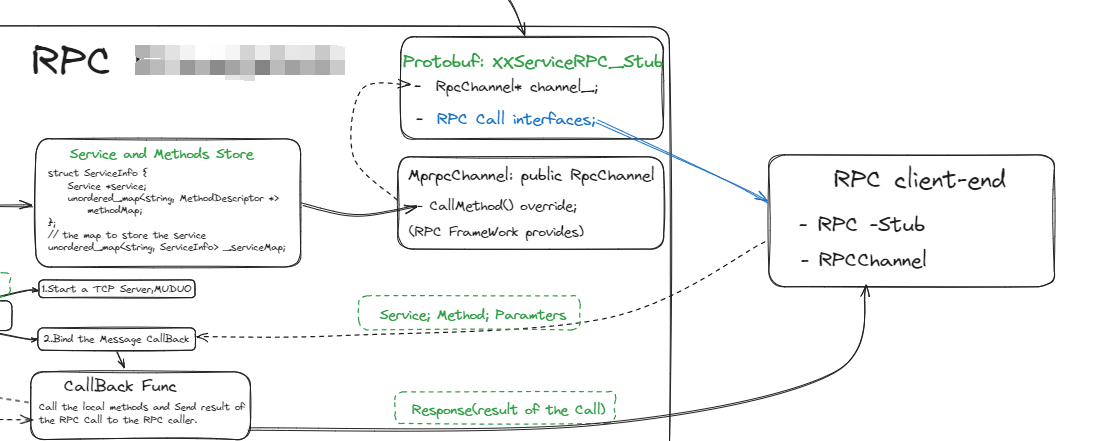 RPC
Protobuf: XXServiceRPC_Stub
- RpcChannel* channel_;
- RPC Call interfaces;
Service and Methods Store
struct ServiceInfo {
Service *service;
unordered_map<string, MethodDescriptor *>
methodMap;
};
// the map to store the service
unordered_map<string, ServiceInfo> _serviceMap;
MprpcChannel: public RpcChannel
- CallMethod() override;
(RPC FrameWork provides)
RPC client-end
- RPC -Stub
- RPCChannel
1.Start a TCP Server,MUDUO
Service; Method; Paramters
2.Bind the Message CallBack
CallBack Func
Call the local methods and Send result of
the RPC Call to the RPC caller.
Response(result of the Call)